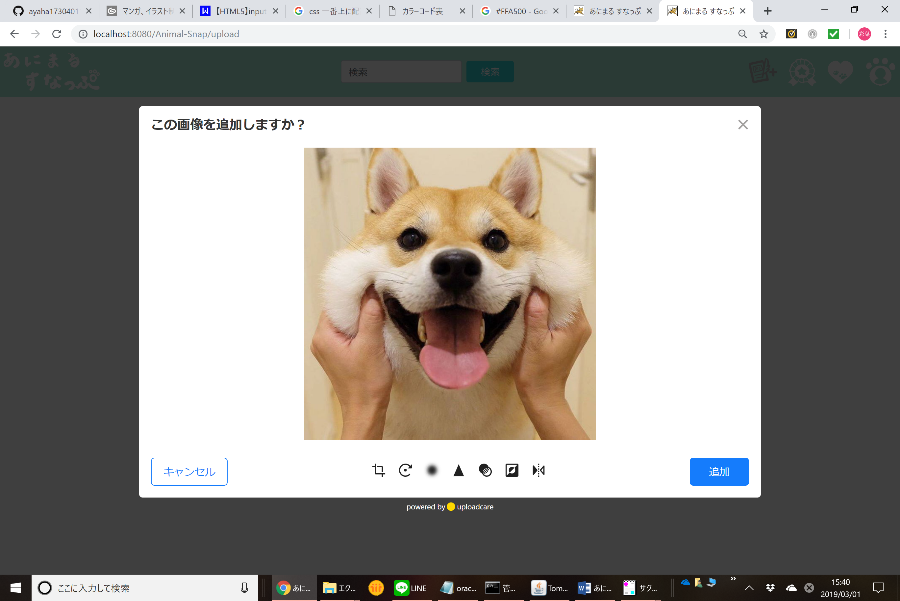 ayaha1730401
マンガ、イラスト
【HTML5】input
css 一番上に配
カラーコード表
#FFA500 - Goo
あにまる すなっぷ
あにまる すなっぷ
localhost:8080/Animal-Snap/upload
あにまる
すなっぷ
検索
検索
この画像を追加しますか？
キャンセル
追加
powered by uploadcare
ここに入力して検索
あに...
エク...
LINE
orac...
管...
Tom...
あに...
サク...
15:40
2019/03/01